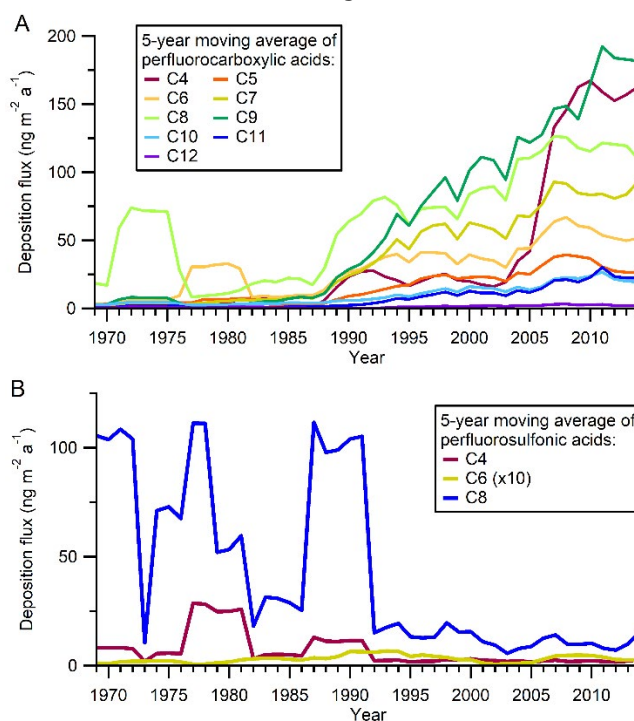 A
200
150
100
50
0
Deposition flux (ng m⁻² a⁻¹)
5-year moving average of
perfluorocarboxylic acids:
C4 C5
C6 C7
C8 C9
C10 C11
C12
1970 1975 1980 1985 1990 1995 2000 2005 2010
Year
B
100
50
0
Deposition flux (ng m⁻² a⁻¹)
5-year moving average of
perfluorosulfonic acids:
C4
C6 (x10)
C8
1970 1975 1980 1985 1990 1995 2000 2005 2010
Year